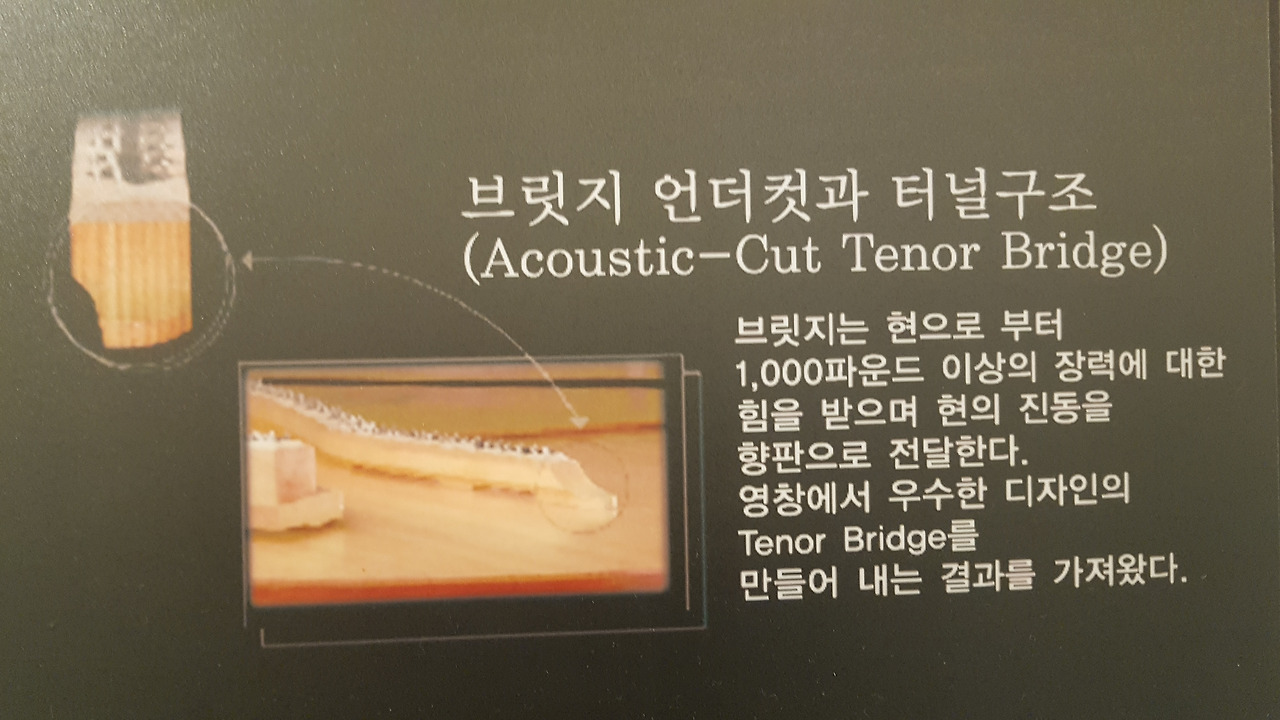 브릿지 언더컷과 터널구조
(Acoustic-Cut Tenor Bridge)
브릿지는 현으로 부터
1,000파운드 이상의 장력에 대한
힘을 받으며 현의 진동을
향판으로 전달한다.
영창에서 우수한 디자인의
Tenor Bridge를
만들어 내는 결과를 가져왔다.